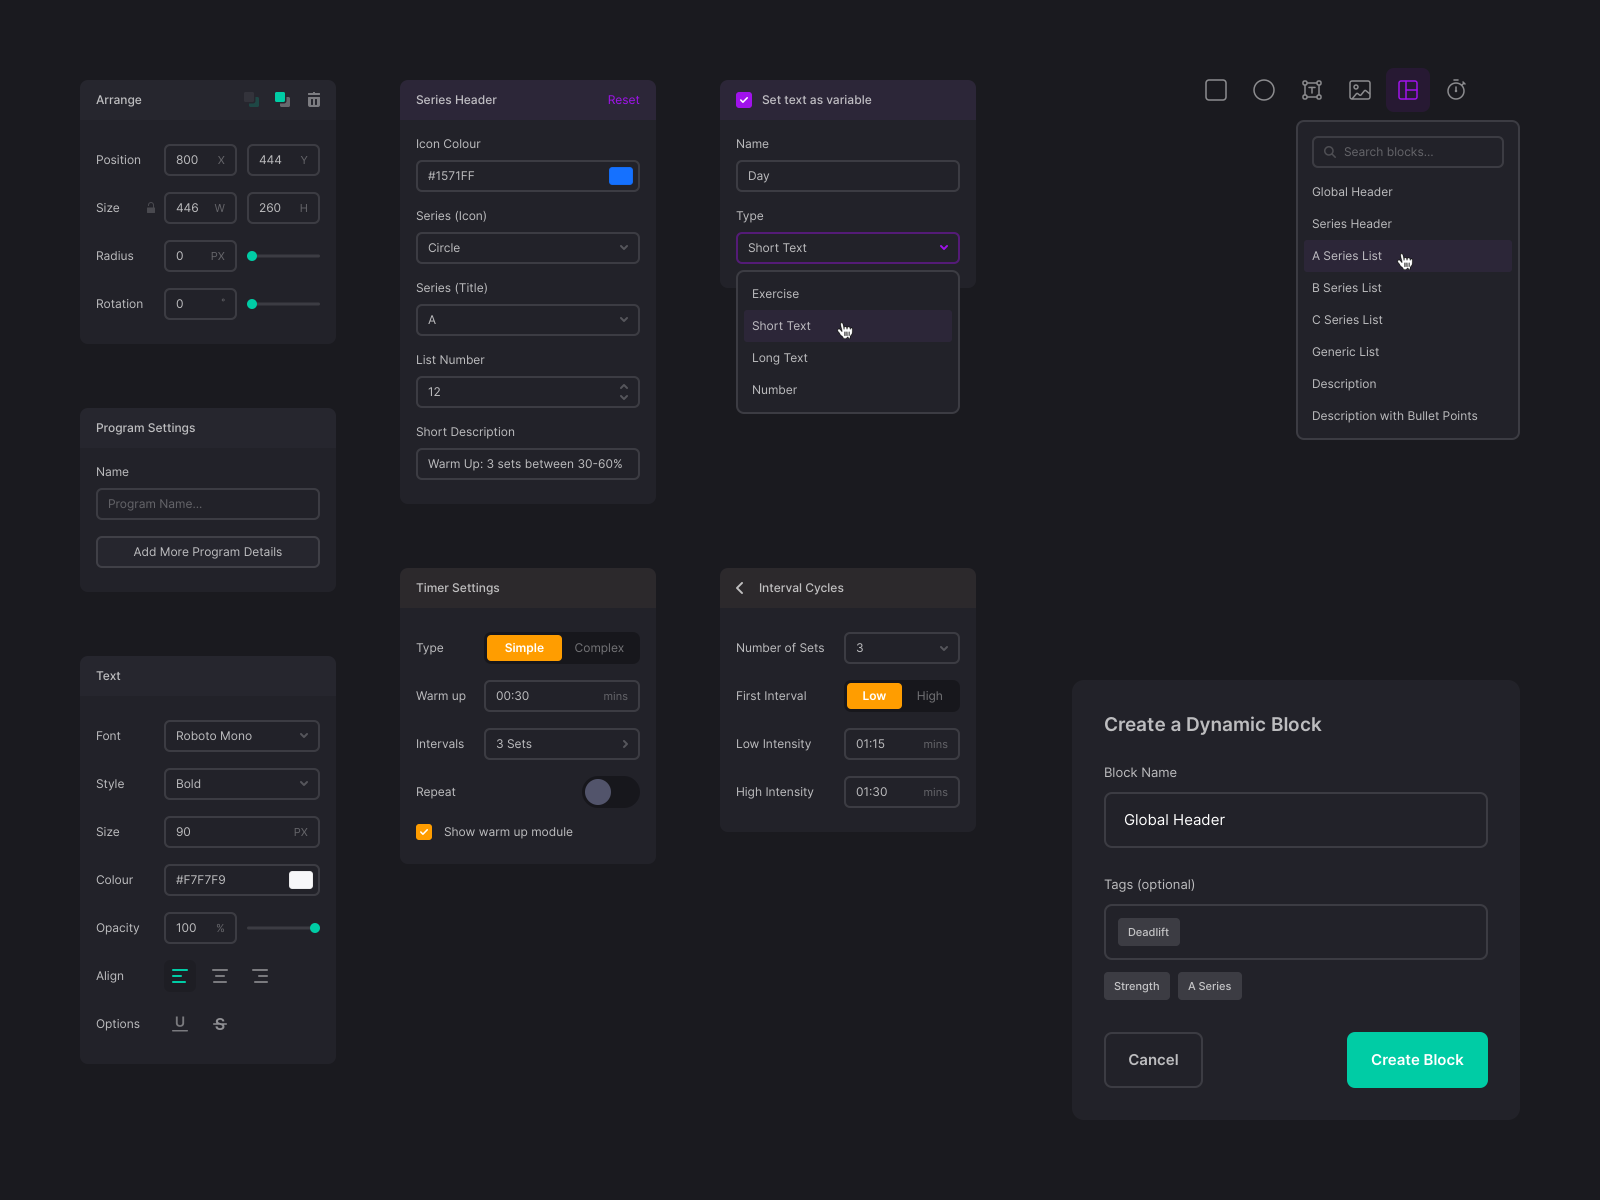 Arrange
Position 800 X 444 Y
Size 446 W 260 H
Radius 0 PX
Rotation 0 °
Program Settings
Name
Program Name...
Add More Program Details
Text
Font Roboto Mono
Style Bold
Size 90 PX
Colour #F7F7F9
Opacity 100 %
Align
Options U S
Series Header Reset
Icon Colour
#1571FF
Series (Icon)
Circle
Series (Title)
A
List Number
12
Short Description
Warm Up: 3 sets between 30-60%
Timer Settings
Type Simple Complex
Warm up 00:30 mins
Intervals 3 Sets
Repeat
Show warm up module
Set text as variable
Name
Day
Type
Short Text
Exercise
Short Text
Long Text
Number
Interval Cycles
Number of Sets 3
First Interval Low High
Low Intensity 01:15 mins
High Intensity 01:30 mins
T
Search blocks...
Global Header
Series Header
A Series List
B Series List
C Series List
Generic List
Description
Description with Bullet Points
Create a Dynamic Block
Block Name
Global Header
Tags (optional)
Deadlift
Strength A Series
Cancel Create Block